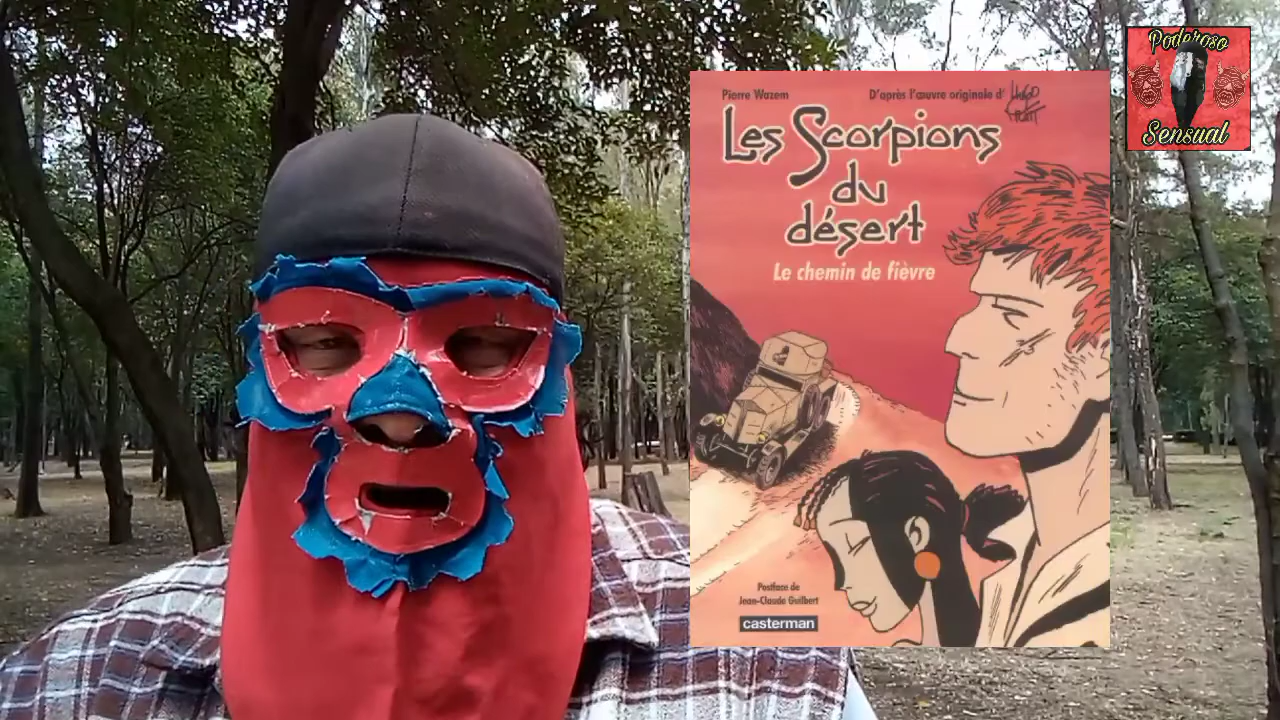 Pierre Wazem
D'après l'œuvre originale d'
Les Scorpions
du
désert
Le chemin de fièvre
Postface de
Jean-Claude Guilbert
casterman
Poderoso
Sensual